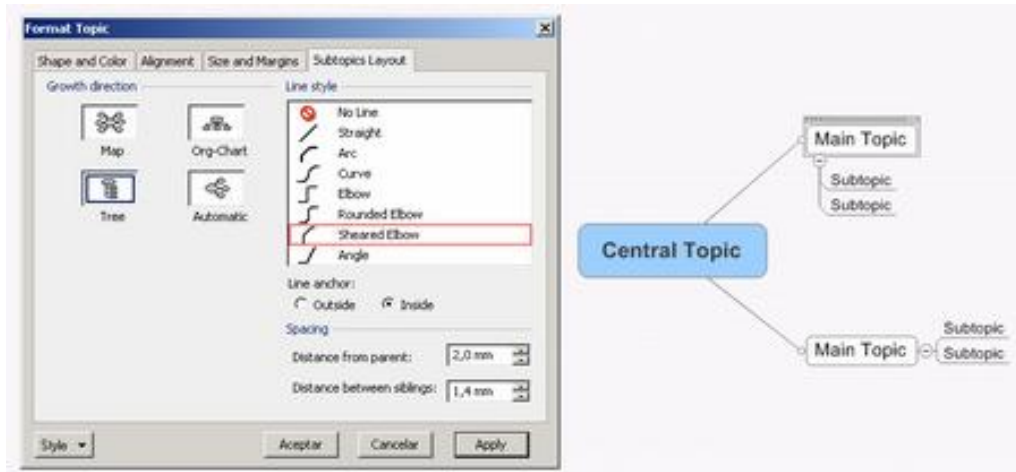 Format Topic
Shape and Color Alignment Size and Margins Subtopics Layout
Growth direction
Map Org-Chart
Tree Automatic
Line style
No Line
Straight
Arc
Curve
Elbow
Rounded Elbow
Sheared Elbow
Angle
Line anchor:
Outside Inside
Spacing
Distance from parent: 2,0 mm
Distance between siblings: 1,4 mm
Style Aceptar Cancelar Apply
Main Topic
Subtopic
Subtopic
Central Topic
Main Topic
Subtopic
Subtopic